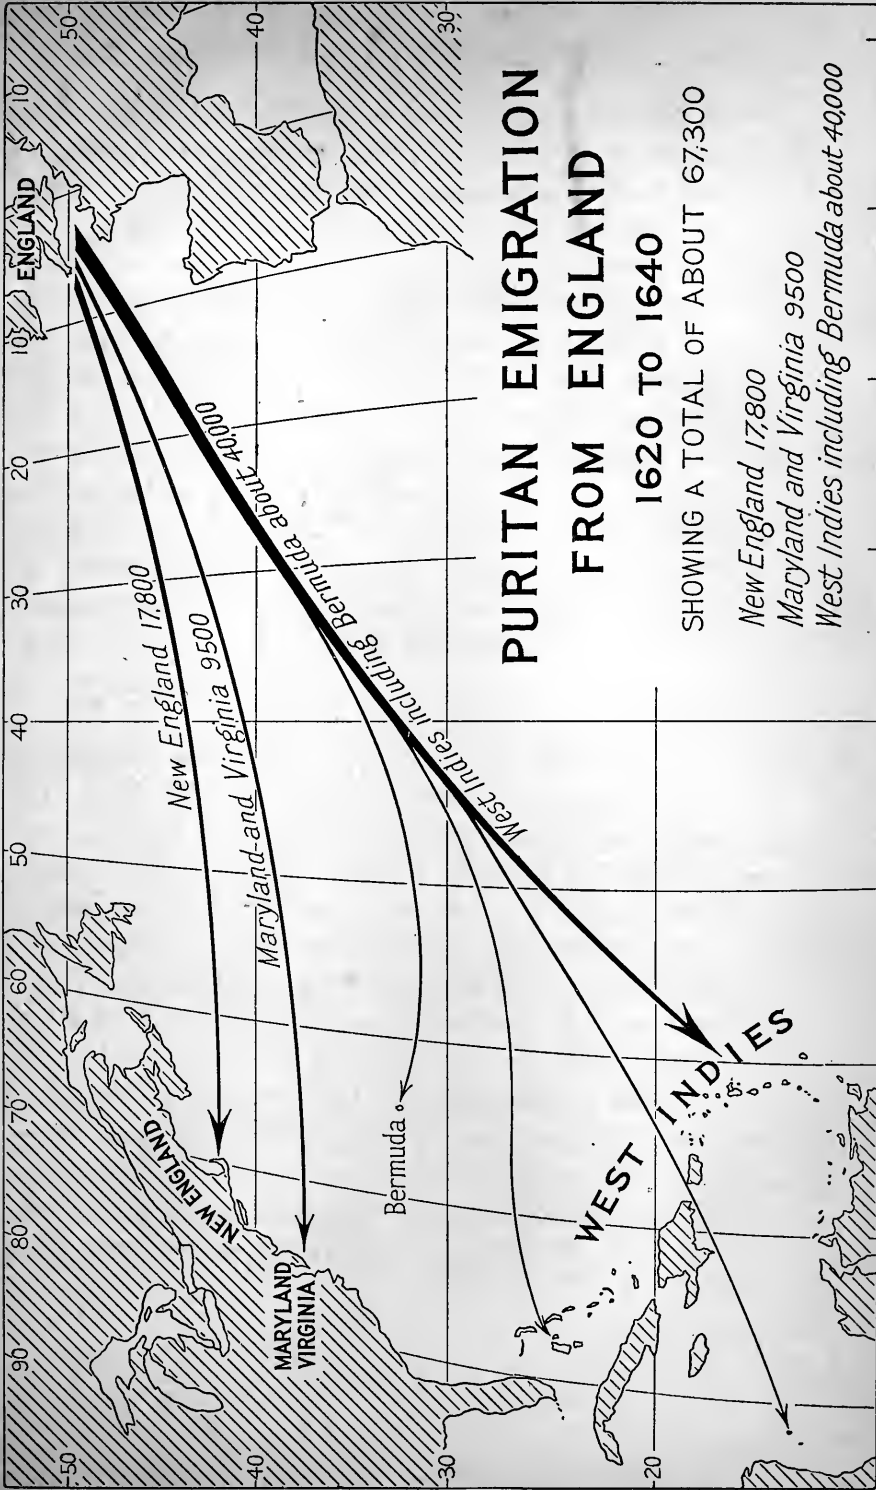 10
10
20
30
40
50
60
70
80
90
50
40
30
50
40
30
20
ENGLAND
New England 17,800
Maryland and Virginia 9500
West Indies including Bermuda about 40,000
NEW ENGLAND
MARYLAND
VIRGINIA
Bermuda
WEST INDIES
PURITAN EMIGRATION
FROM ENGLAND
1620 TO 1640
SHOWING A TOTAL OF ABOUT 67,300
New England 17,800
Maryland and Virginia 9500
West Indies including Bermuda about 40,000